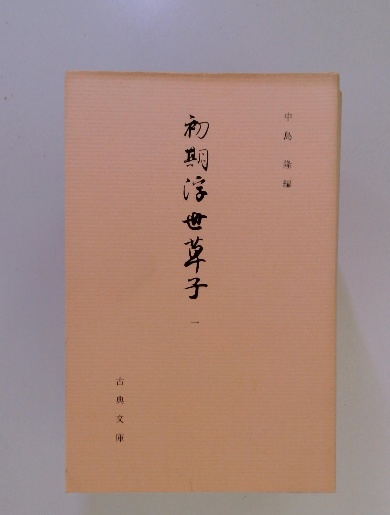 中島 隆編
初期浮世草子 一
古典文庫